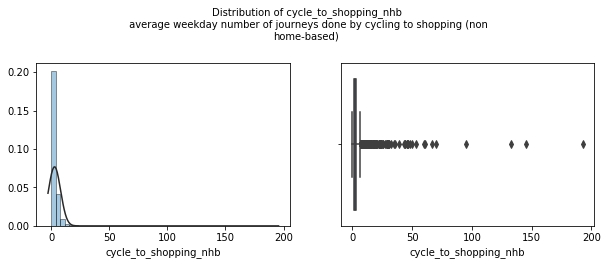 Distribution of cycle_to_shopping_nhb
average weekday number of journeys done by cycling to shopping (non
home-based)
0.20
0.15
0.10
0.05
0.00
0 50 100 150 200
0 50 100 150 200
cycle_to_shopping_nhb
cycle_to_shopping_nhb